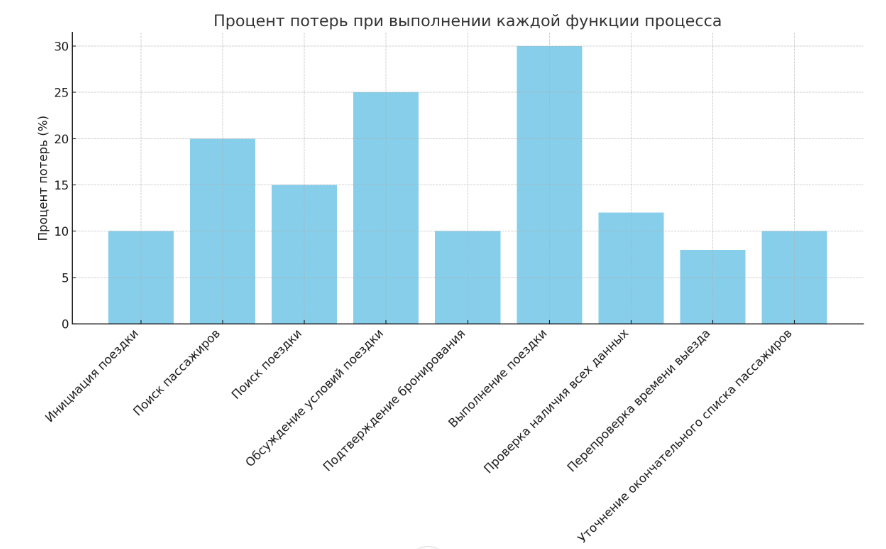 Процент потерь при выполнении каждой функции процесса
Процент потерь (%)
30
25
20
15
10
5
0
Инициация поездки
Поиск пассажиров
Поиск поездки
Обсуждение условий поездки
Подтверждение бронирования
Выполнение поездки
Проверка наличия всех данных
Перепроверка времени выезда
Уточнение окончательного списка пассажиров